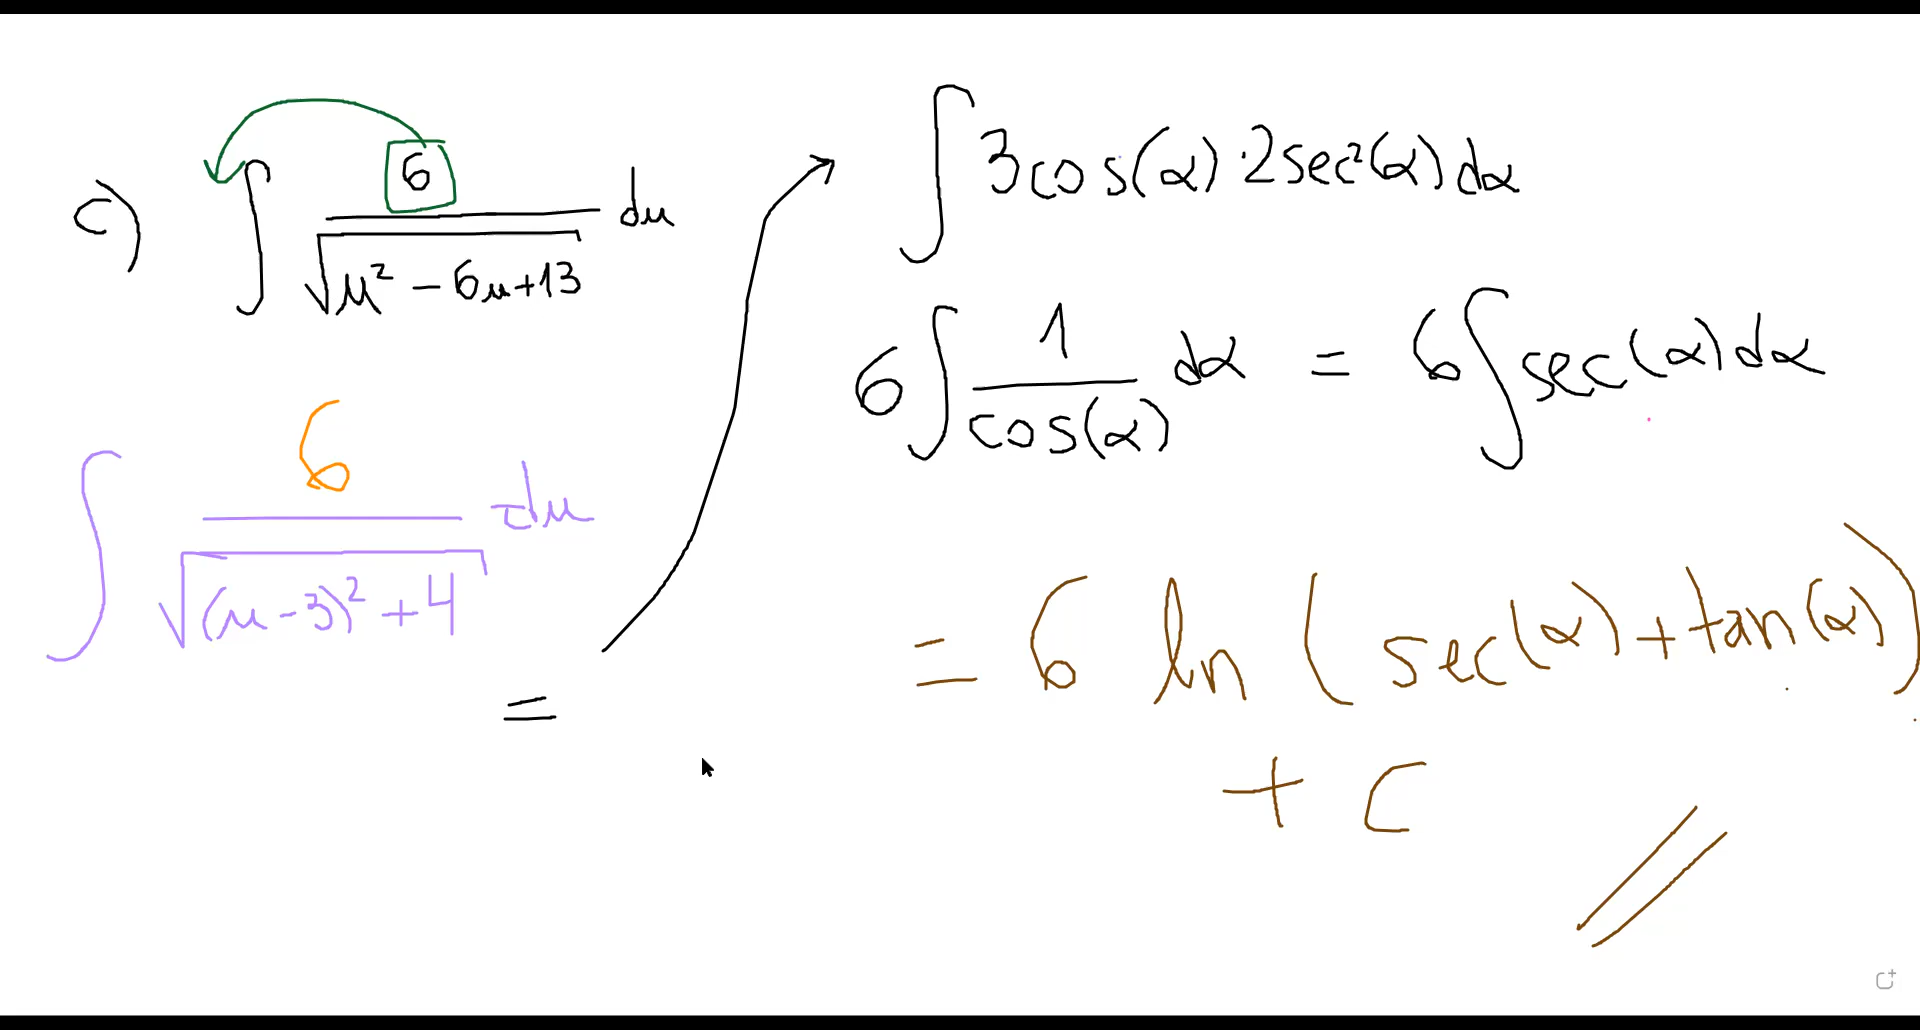 c) ∫ 6 / √(u² - 6u + 13) du
∫ 6 / √((u - 3)² + 4) du
=
∫ 3cos(α) · 2sec²(α) dα
6 ∫ 1 / cos(α) dα = 6 ∫ sec(α) dα
= 6 ln (sec(α) + tan(α))
+ C